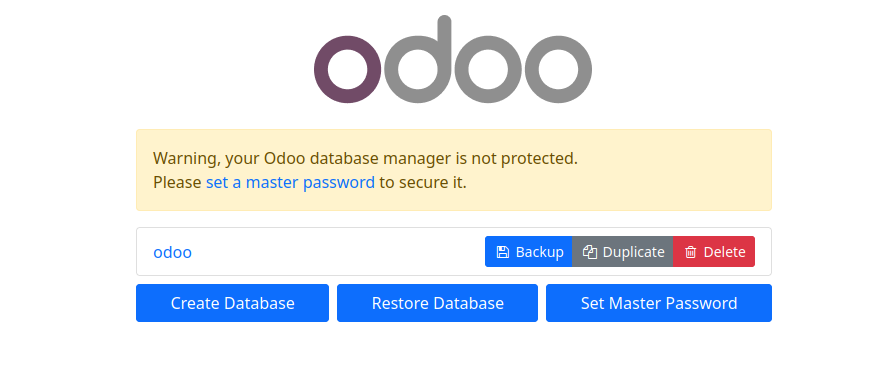 odoo
Warning, your Odoo database manager is not protected.
Please set a master password to secure it.
odoo
Backup
Duplicate
Delete
Create Database
Restore Database
Set Master Password